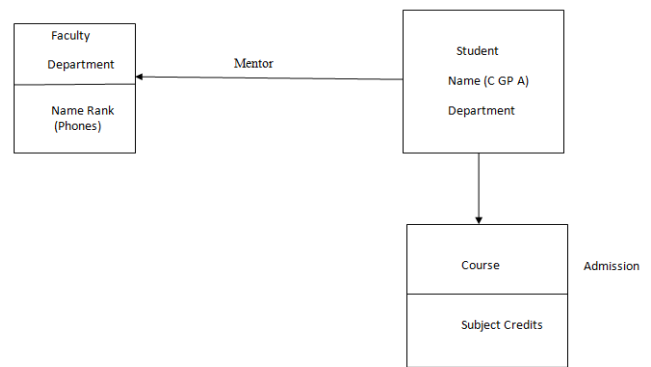 Faculty
Department
Name Rank
(Phones)
Mentor
Student
Name (C GP A)
Department
Course
Subject Credits
Admission